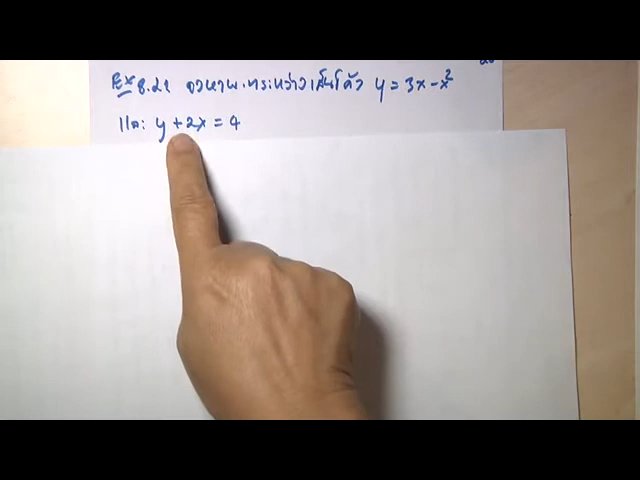 Ex 8.21 จงหาพ.ท.ระหว่างเส้นโค้ง y = 3x - x²
และ y + 2x = 4